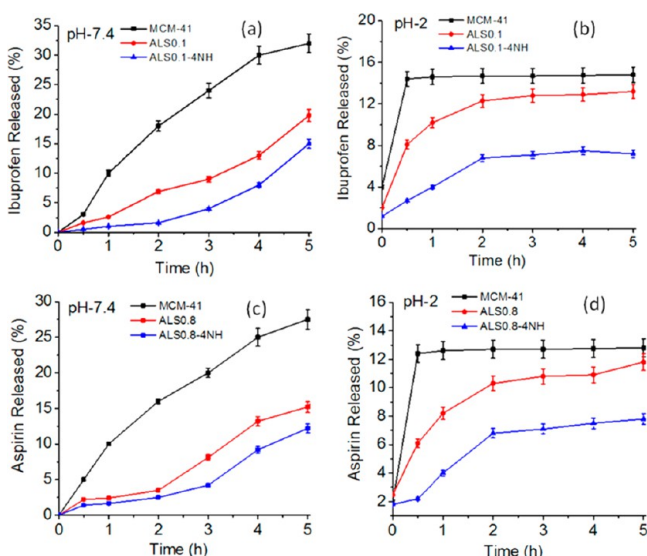 pH-7.4
(a)
MCM-41
ALS0.1
ALS0.1-4NH
Ibuprofen Released (%)
35
30
25
20
15
10
5
0
0 1 2 3 4 5
Time (h)
pH-2
(b)
MCM-41
ALS0.1
ALS0.1-4NH
Ibuprofen Released (%)
20
16
12
8
4
0
0 1 2 3 4 5
Time (h)
pH-7.4
(c)
MCM-41
ALS0.8
ALS0.8-4NH
Aspirin Released (%)
30
25
20
15
10
5
0
0 1 2 3 4 5
Time (h)
pH-2
(d)
MCM-41
ALS0.8
ALS0.8-4NH
Aspirin Released (%)
16
14
12
10
8
6
4
2
0 1 2 3 4 5
Time (h)